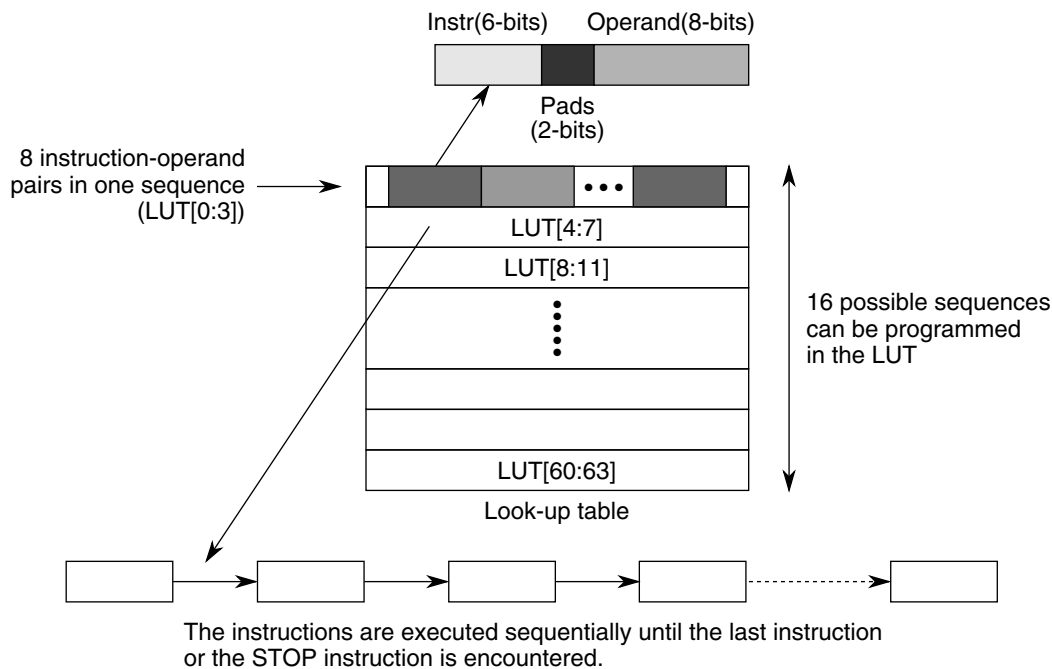 Instr(6-bits)
Operand(8-bits)
Pads
(2-bits)
8 instruction-operand
pairs in one sequence
(LUT[0:3])
LUT[4:7]
LUT[8:11]
16 possible sequences
can be programmed
in the LUT
LUT[60:63]
Look-up table
The instructions are executed sequentially until the last instruction
or the STOP instruction is encountered.